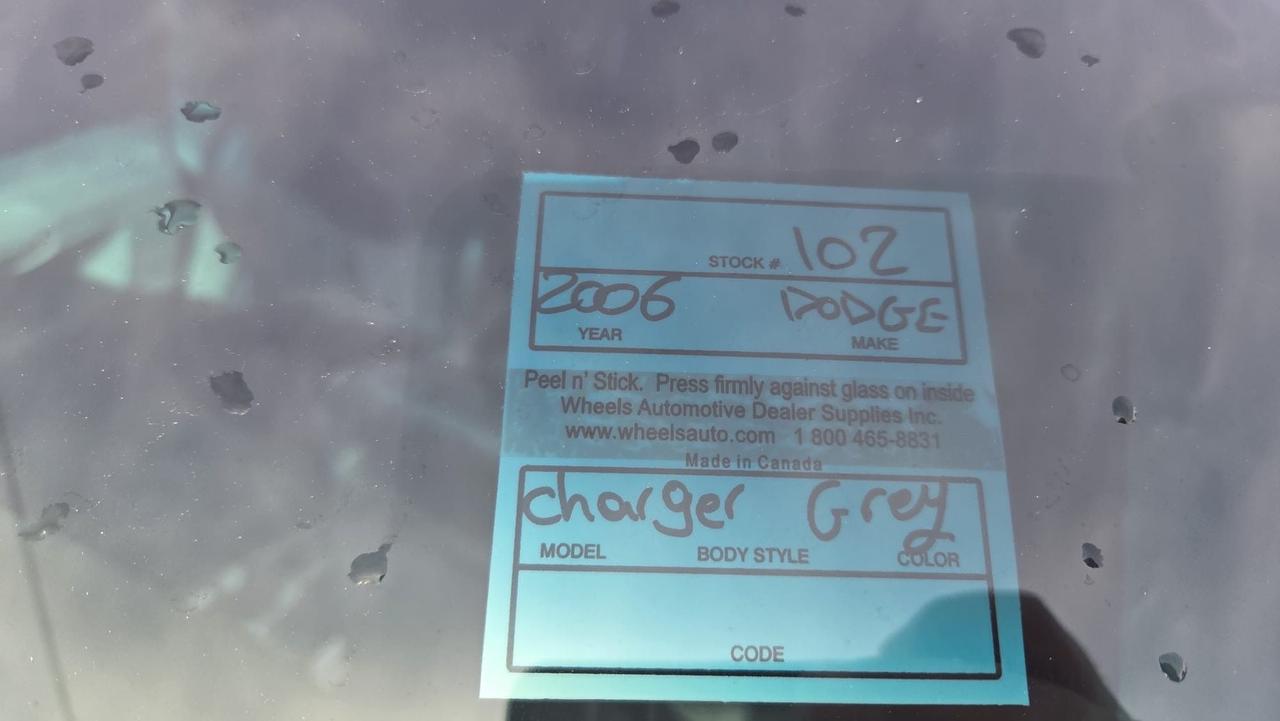 STOCK # 102
2006 DODGE
YEAR MAKE
Peel n' Stick. Press firmly against glass on inside
Wheels Automotive Dealer Supplies Inc.
www.wheelsauto.com 1 800 465-8831
Made in Canada
charger Grey
MODEL BODY STYLE COLOR
CODE